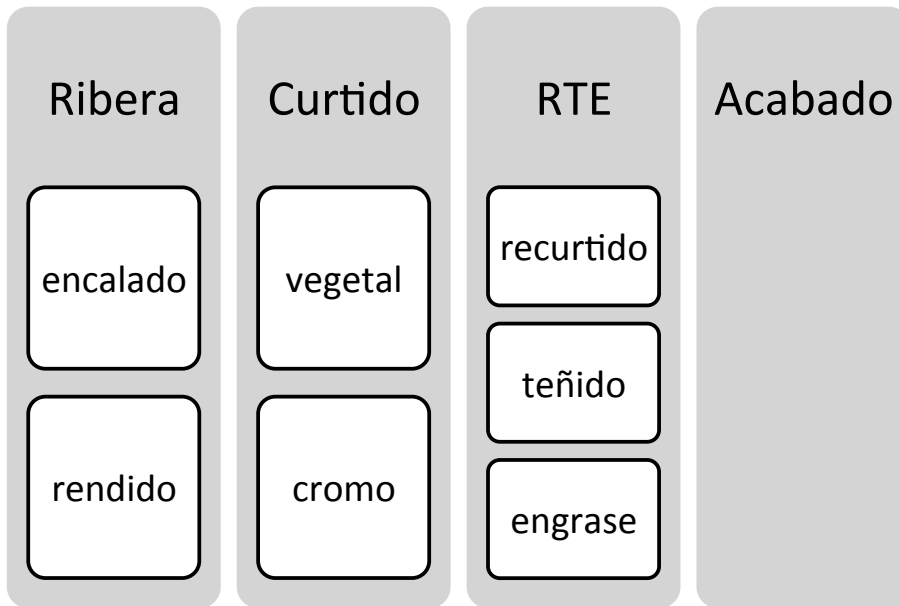 Ribera
encalado
rendido
Curtido
vegetal
cromo
RTE
recurtido
teñido
engrase
Acabado